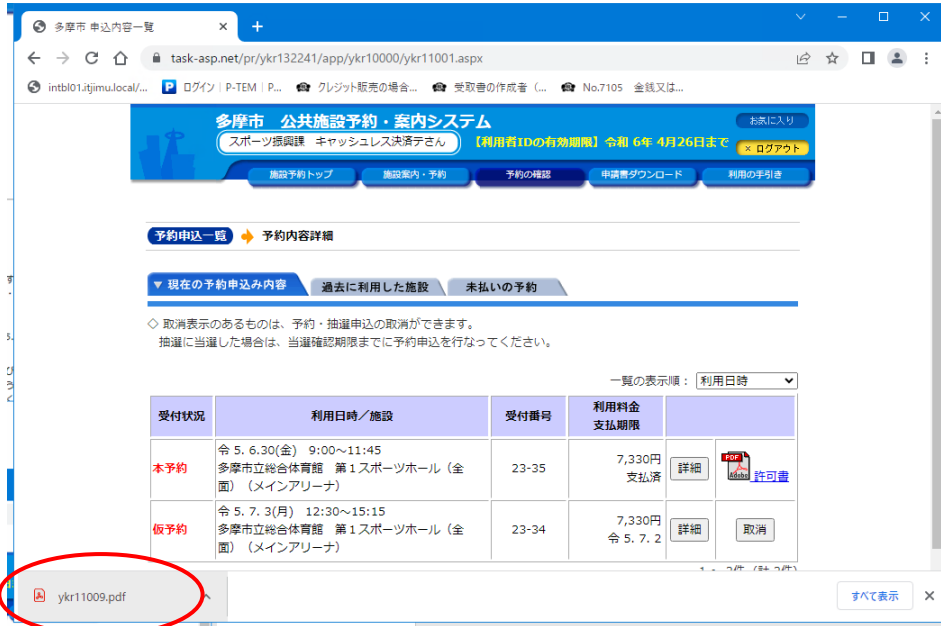 多摩市 申込内容一覧
task-asp.net/pr/ykr132241/app/ykr10000/ykr11001.aspx
intbl01.itjimu.local/... ログイン | P-TEM | P... クレジット販売の場合... 受取書の作成者（... No.7105 金銭又は...
多摩市 公共施設予約・案内システム
お気に入り
スポーツ振興課 キャッシュレス決済テさん 【利用者IDの有効期限】令和 6年 4月26日まで × ログアウト
施設予約トップ 施設案内・予約 予約の確認 申請書ダウンロード 利用の手引き
予約申込一覧 予約内容詳細
▼ 現在の予約申込み内容 過去に利用した施設 未払いの予約
◇ 取消表示のあるものは、予約・抽選申込の取消ができます。
抽選に当選した場合は、当選確認期限までに予約申込を行なってください。
一覧の表示順： 利用日時
受付状況 利用日時／施設 受付番号 利用料金
支払期限
本予約 令 5. 6.30(金) 9:00～11:45
多摩市立総合体育館 第１スポーツホール（全
面）（メインアリーナ）
23-35
7,330円
支払済
詳細
PDF
Adobe 許可書
仮予約 令 5. 7. 3(月) 12:30～15:15
多摩市立総合体育館 第１スポーツホール（全
面）（メインアリーナ）
23-34
7,330円
令 5. 7. 2
詳細
取消
ykr11009.pdf
すべて表示